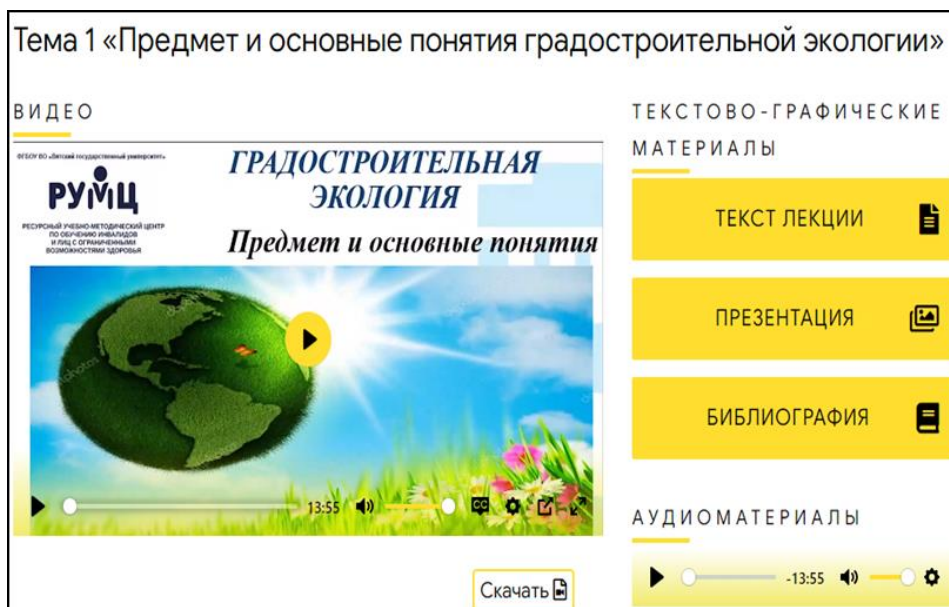 Тема 1 «Предмет и основные понятия градостроительной экологии»
ВИДЕО
ФГБОУ ВО «Вятский государственный университет»
РУМЦ
РЕСУРСНЫЙ УЧЕБНО-МЕТОДИЧЕСКИЙ ЦЕНТР
ПО ОБУЧЕНИЮ ИНВАЛИДОВ
И ЛИЦ С ОГРАНИЧЕННЫМИ
ВОЗМОЖНОСТЯМИ ЗДОРОВЬЯ
ГРАДОСТРОИТЕЛЬНАЯ
ЭКОЛОГИЯ
Предмет и основные понятия
13:55
CC
Скачать
ТЕКСТОВО-ГРАФИЧЕСКИЕ
МАТЕРИАЛЫ
ТЕКСТ ЛЕКЦИИ
ПРЕЗЕНТАЦИЯ
БИБЛИОГРАФИЯ
АУДИОМАТЕРИАЛЫ
-13:55